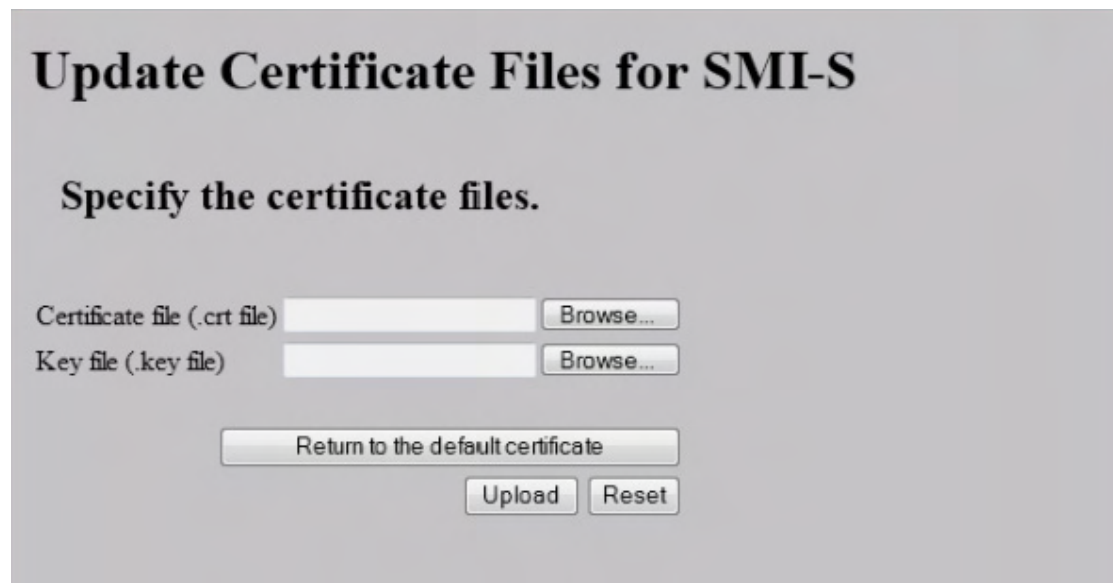 Update Certificate Files for SMI-S
Specify the certificate files.
Certificate file (.crt file) Browse...
Key file (.key file) Browse...
Return to the default certificate
Upload Reset